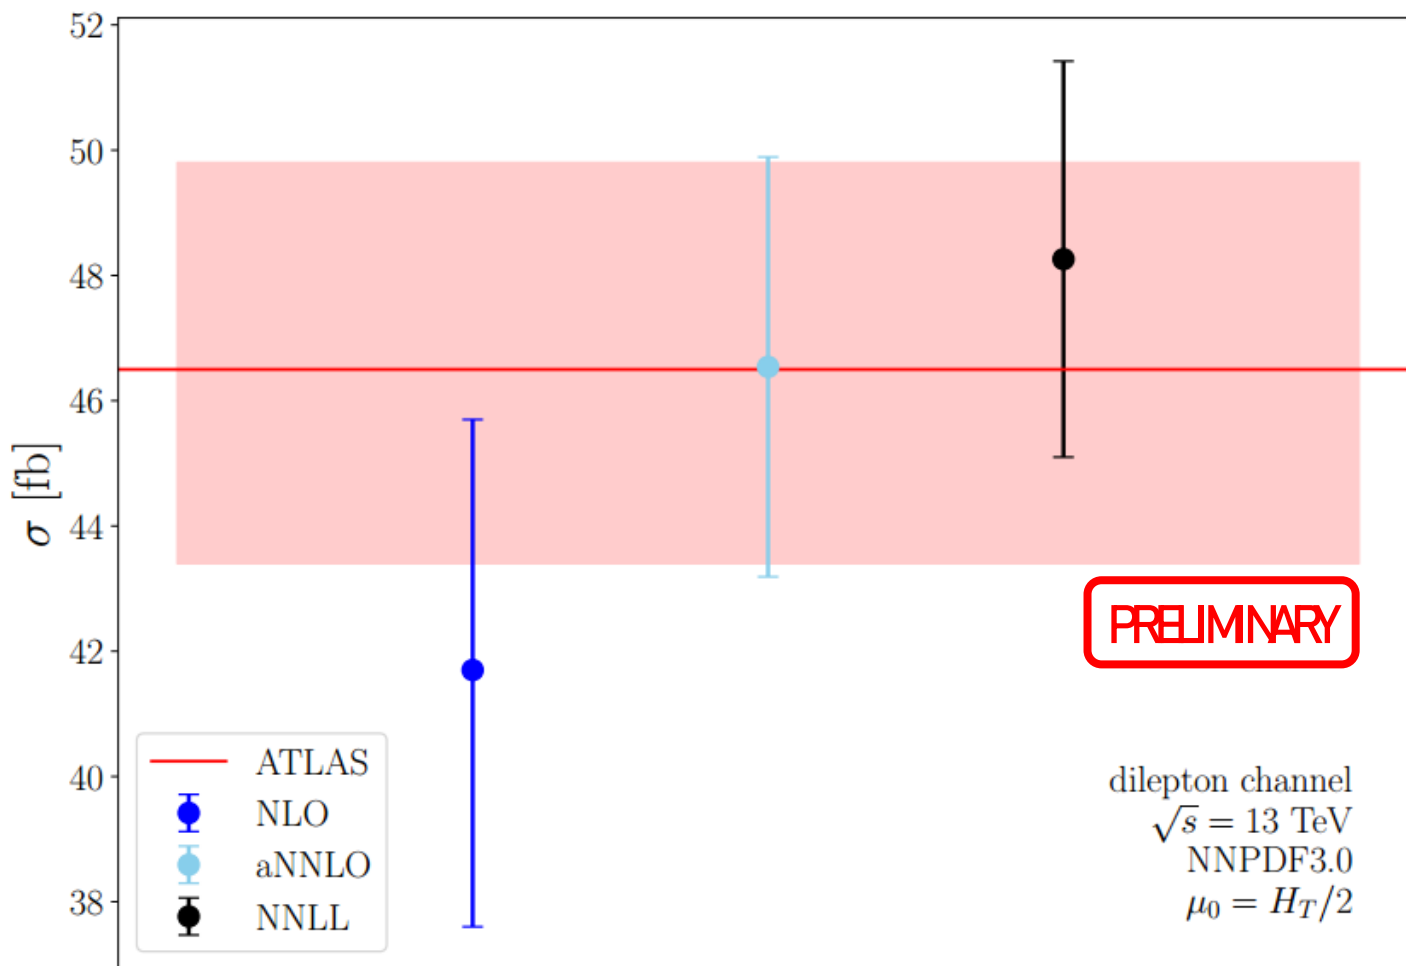 52
50
48
46
44
42
40
38
σ [fb]
PRELIMINARY
ATLAS
NLO
aNNLO
NNLL
dilepton channel
√s = 13 TeV
NNPDF3.0
μ₀ = H_T/2